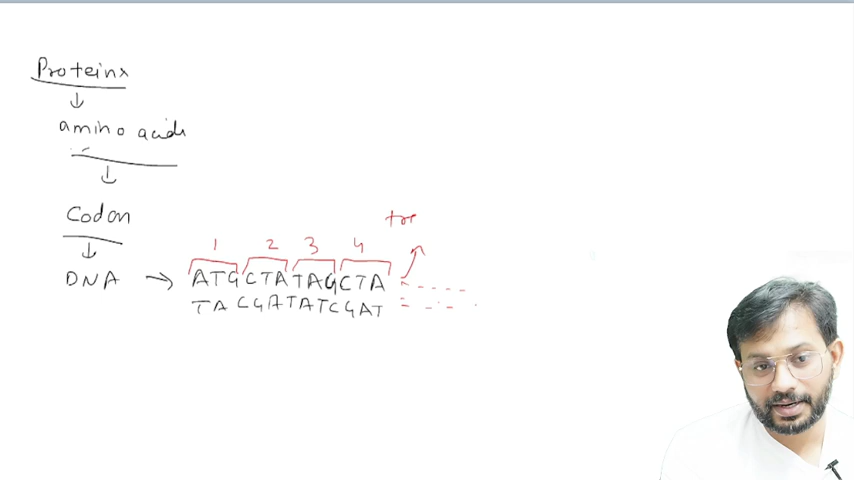 Proteins
amino acids
Codon
1 2 3 4
DNA → ATGCTATAGCTA
TACGATATCGAT